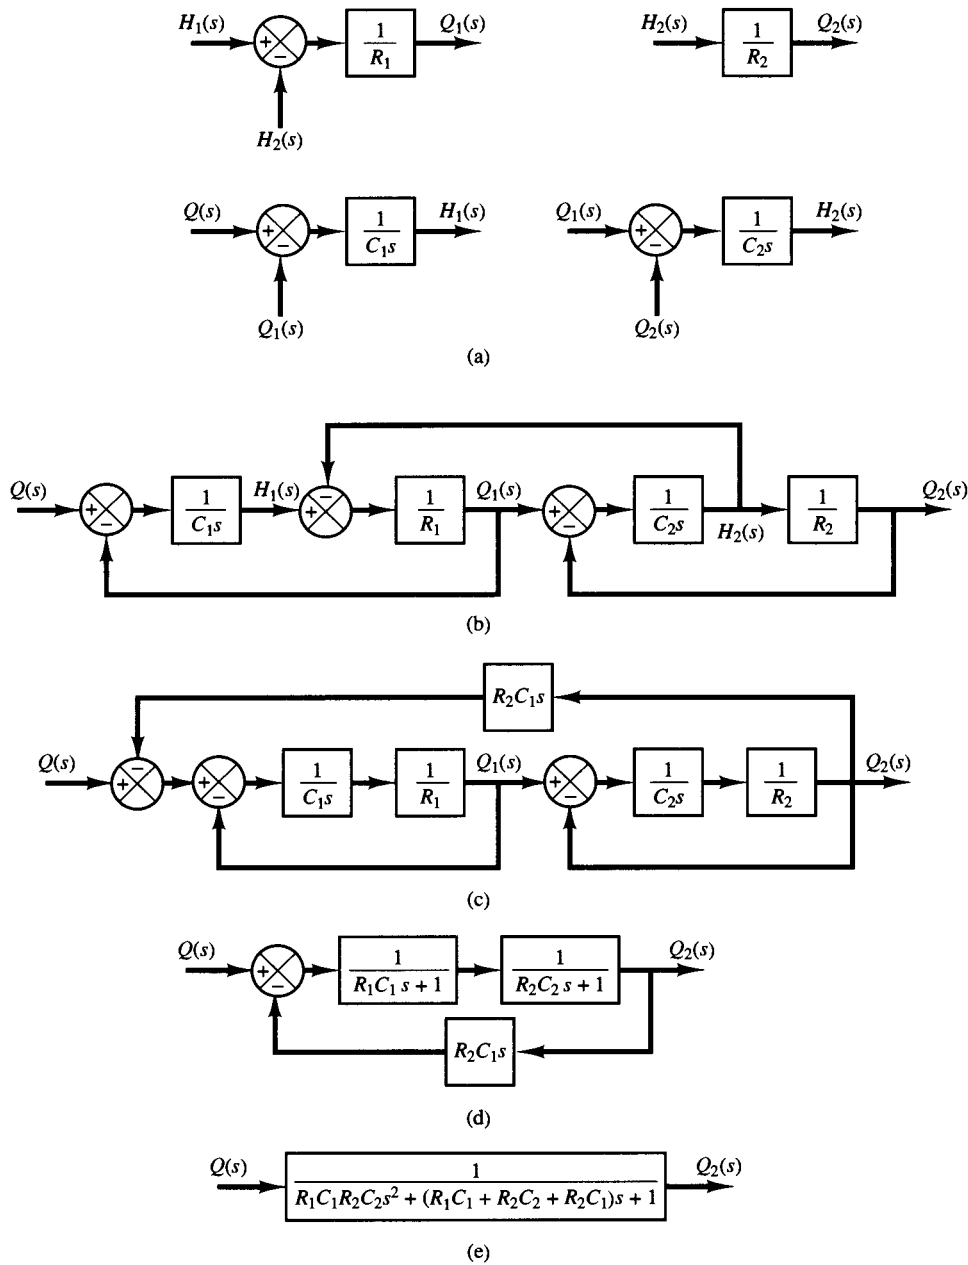 H₁(s) + − 1/R₁ Q₁(s)
H₂(s)
H₂(s) 1/R₂ Q₂(s)
Q(s) + − 1/C₁s H₁(s)
Q₁(s)
Q₁(s) + − 1/C₂s H₂(s)
Q₂(s)
(a)
Q(s) + − 1/C₁s H₁(s) − + 1/R₁ Q₁(s) + − 1/C₂s H₂(s) 1/R₂ Q₂(s)
(b)
R₂C₁s
Q(s) − + + − 1/C₁s 1/R₁ Q₁(s) + − 1/C₂s 1/R₂ Q₂(s)
(c)
Q(s) + − 1/(R₁C₁ s + 1) 1/(R₂C₂ s + 1) Q₂(s)
R₂C₁s
(d)
Q(s) 1/(R₁C₁R₂C₂s² + (R₁C₁ + R₂C₂ + R₂C₁)s + 1) Q₂(s)
(e)